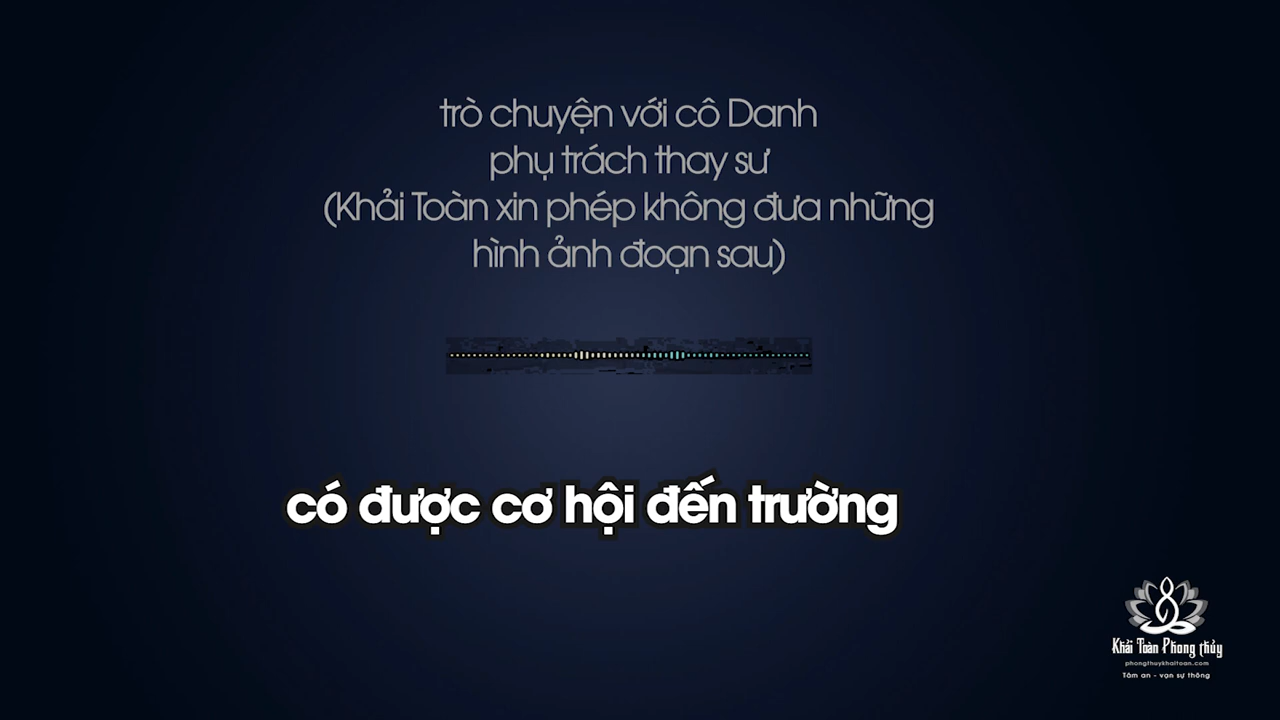 trò chuyện với cô Danh
phụ trách thay sư
(Khải Toàn xin phép không đưa những
hình ảnh đoạn sau)
có được cơ hội đến trường
Khải Toàn Phong thủy
phongthuykhaitoan.com
Tâm an - vạn sự thông